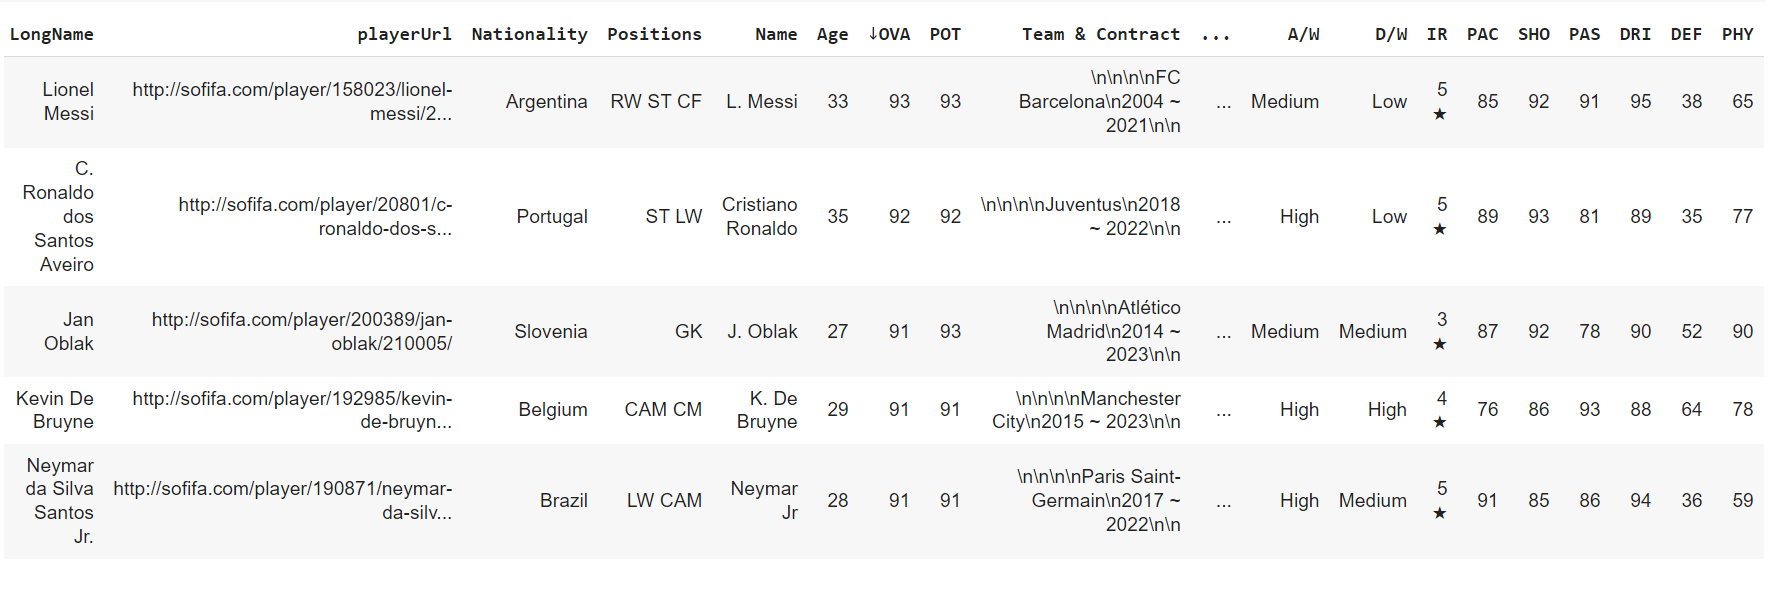 LongName playerUrl Nationality Positions Name Age ↓OVA POT Team & Contract ... A/W D/W IR PAC SHO PAS DRI DEF PHY
Lionel Messi http://sofifa.com/player/158023/lionel-messi/2... Argentina RW ST CF L. Messi 33 93 93 \n\n\n\nFC Barcelona\n2004 ~ 2021\n\n ... Medium Low 5 ★ 85 92 91 95 38 65
C. Ronaldo dos Santos Aveiro http://sofifa.com/player/20801/c-ronaldo-dos-s... Portugal ST LW Cristiano Ronaldo 35 92 92 \n\n\n\nJuventus\n2018 ~ 2022\n\n ... High Low 5 ★ 89 93 81 89 35 77
Jan Oblak http://sofifa.com/player/200389/jan-oblak/210005/ Slovenia GK J. Oblak 27 91 93 \n\n\n\nAtlético Madrid\n2014 ~ 2023\n\n ... Medium Medium 3 ★ 87 92 78 90 52 90
Kevin De Bruyne http://sofifa.com/player/192985/kevin-de-bruyn... Belgium CAM CM K. De Bruyne 29 91 91 \n\n\n\nManchester City\n2015 ~ 2023\n\n ... High High 4 ★ 76 86 93 88 64 78
Neymar da Silva Santos Jr. http://sofifa.com/player/190871/neymar-da-silv... Brazil LW CAM Neymar Jr 28 91 91 \n\n\n\nParis Saint-Germain\n2017 ~ 2022\n\n ... High Medium 5 ★ 91 85 86 94 36 59